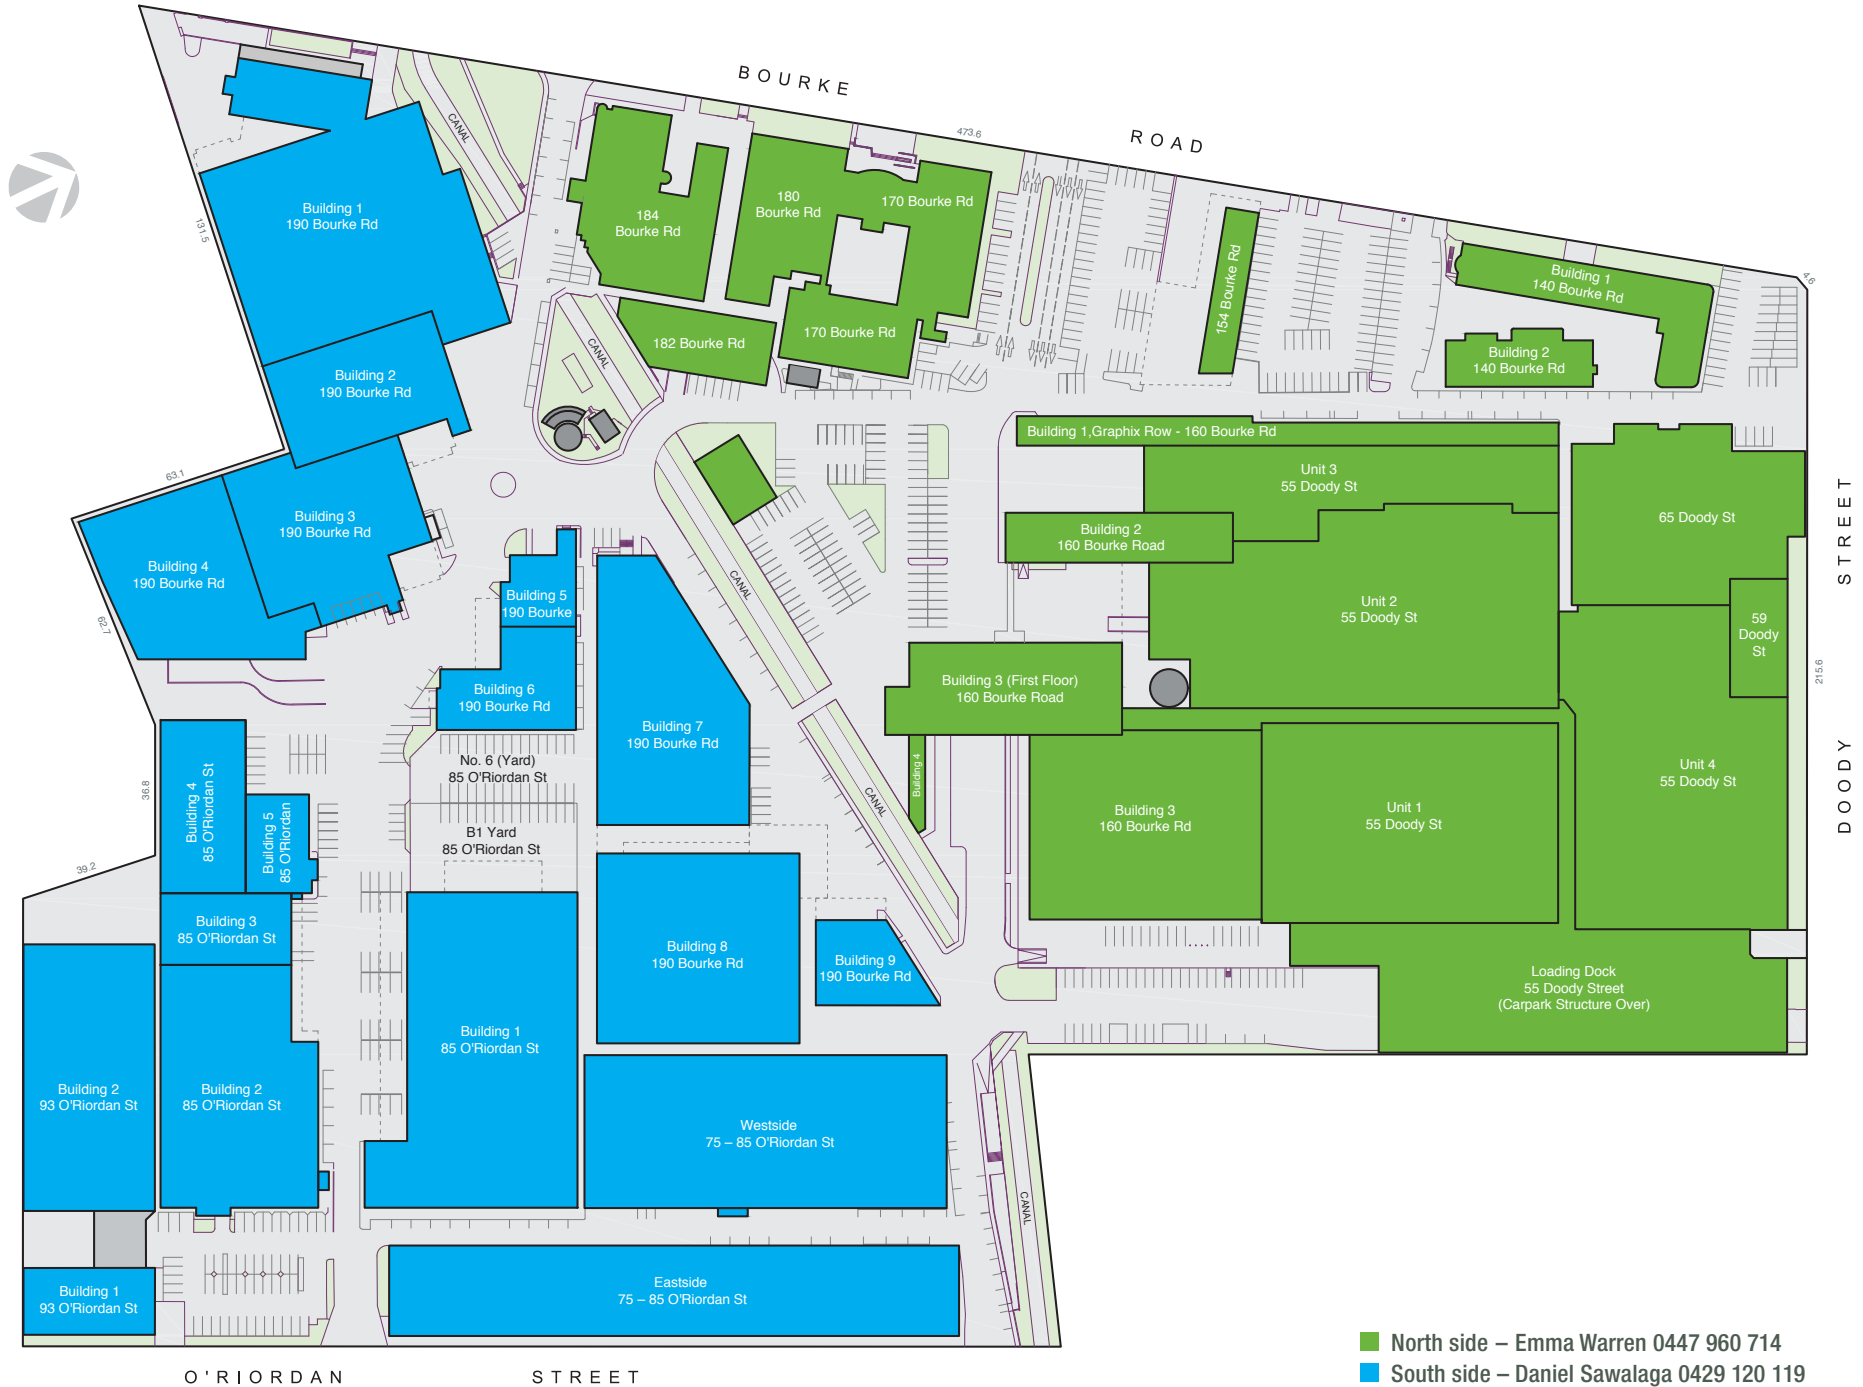 BOURKE
ROAD
473.6
4.6
CANAL
131.5
Building 1
190 Bourke Rd
184
Bourke Rd
180
Bourke Rd
170 Bourke Rd
154 Bourke Rd
Building 1
140 Bourke Rd
182 Bourke Rd
170 Bourke Rd
CANAL
Building 2
140 Bourke Rd
Building 2
190 Bourke Rd
Building 1,Graphix Row - 160 Bourke Rd
Unit 3
55 Doody St
63.1
Building 3
190 Bourke Rd
Building 2
160 Bourke Road
65 Doody St
STREET
Building 4
190 Bourke Rd
CANAL
Building 5
190 Bourke
Unit 2
55 Doody St
62.7
59
Doody
St
215.6
Building 6
190 Bourke Rd
Building 3 (First Floor)
160 Bourke Road
Building 7
190 Bourke Rd
No. 6 (Yard)
85 O'Riordan St
Building 4
Unit 4
55 Doody St
DOODY
36.8
Building 4
85 O'Riordan St
Building 5
85 O'Riordan
B1 Yard
85 O'Riordan St
CANAL
Building 3
160 Bourke Rd
Unit 1
55 Doody St
39.2
Building 3
85 O'Riordan St
Building 8
190 Bourke Rd
Building 9
190 Bourke Rd
Loading Dock
55 Doody Street
(Carpark Structure Over)
Building 1
85 O'Riordan St
Building 2
93 O'Riordan St
Building 2
85 O'Riordan St
Westside
75 – 85 O'Riordan St
CANAL
Building 1
93 O'Riordan St
Eastside
75 – 85 O'Riordan St
O'RIORDAN STREET
North side – Emma Warren 0447 960 714
South side – Daniel Sawalaga 0429 120 119